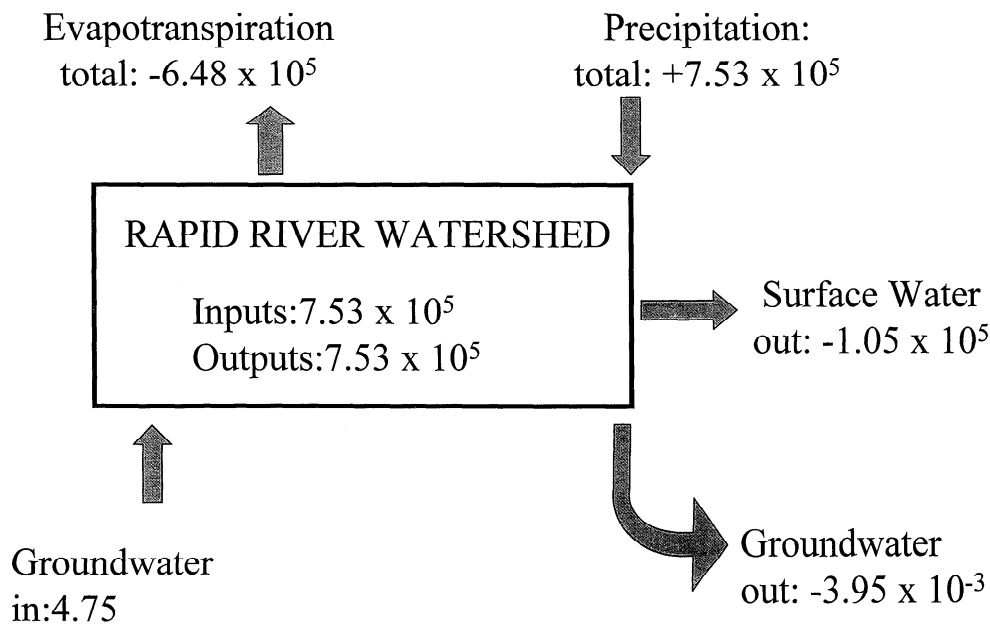 Evapotranspiration
total: -6.48 x 10⁵
Precipitation:
total: +7.53 x 10⁵
RAPID RIVER WATERSHED
Inputs:7.53 x 10⁵
Outputs:7.53 x 10⁵
Surface Water
out: -1.05 x 10⁵
Groundwater
in:4.75
Groundwater
out: -3.95 x 10⁻³